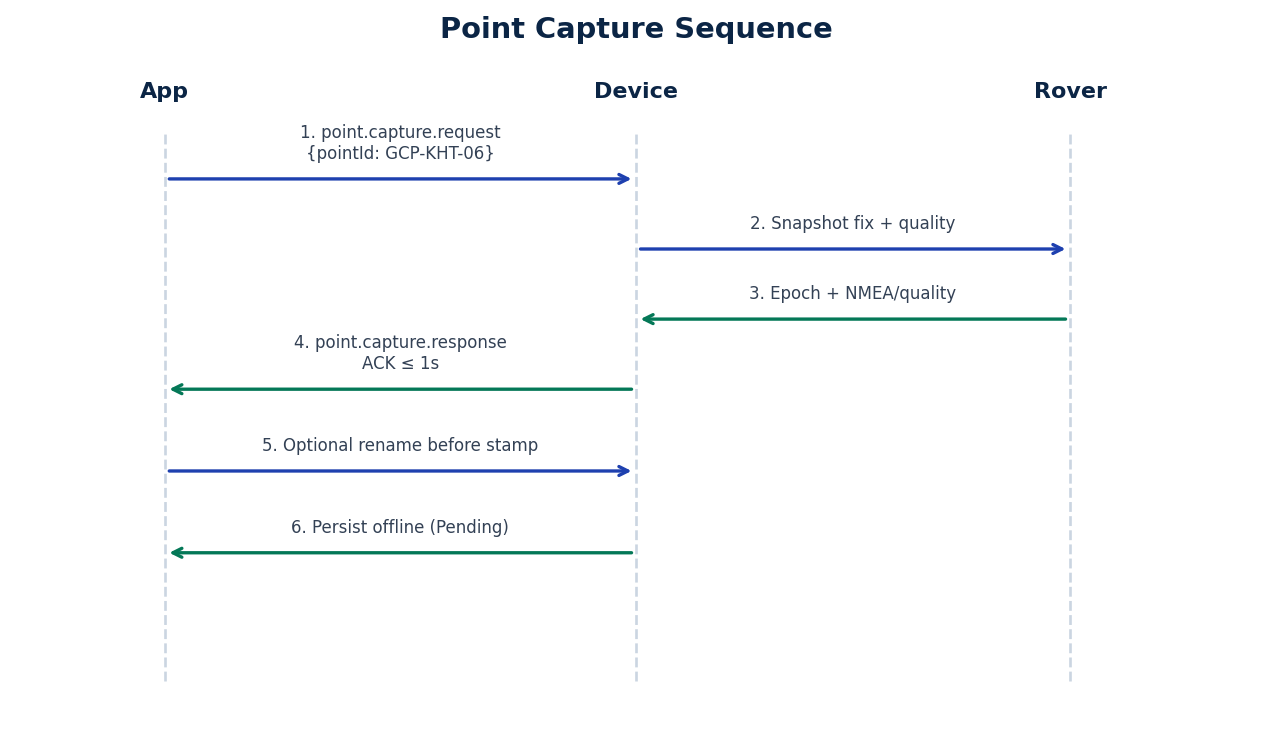 Point Capture Sequence
App
Device
Rover
1. point.capture.request
{pointId: GCP-KHT-06}
2. Snapshot fix + quality
3. Epoch + NMEA/quality
4. point.capture.response
ACK ≤ 1s
5. Optional rename before stamp
6. Persist offline (Pending)